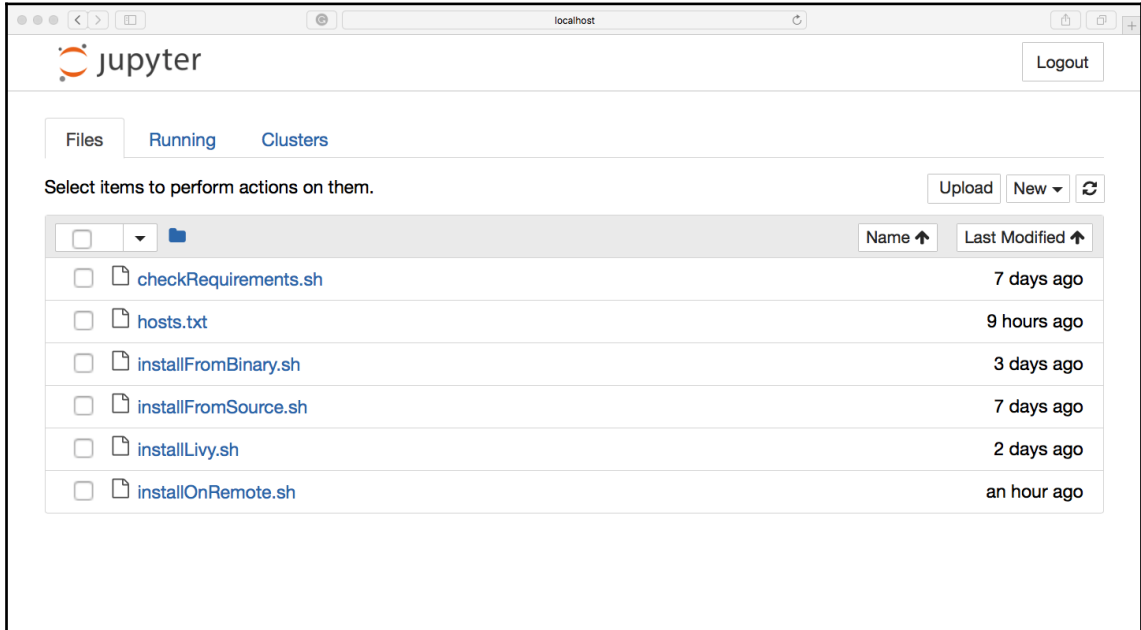 localhost
jupyter
Logout
Files Running Clusters
Select items to perform actions on them.
Upload New
Name Last Modified
checkRequirements.sh 7 days ago
hosts.txt 9 hours ago
installFromBinary.sh 3 days ago
installFromSource.sh 7 days ago
installLivy.sh 2 days ago
installOnRemote.sh an hour ago